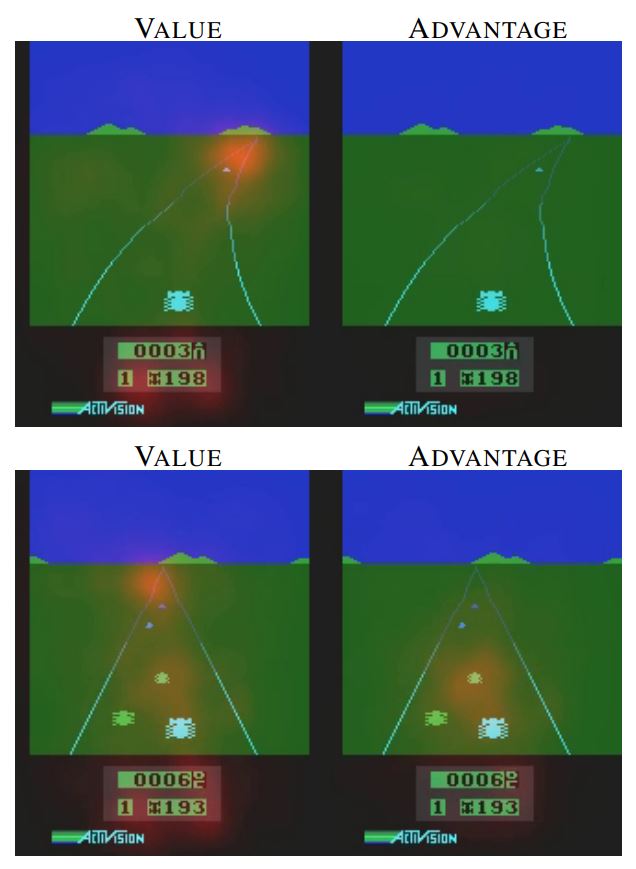 VALUE ADVANTAGE
0003 0003
1 198 1 198
ACTIVISION ACTIVISION
VALUE ADVANTAGE
0006 0006
1 193 1 193
ACTIVISION ACTIVISION